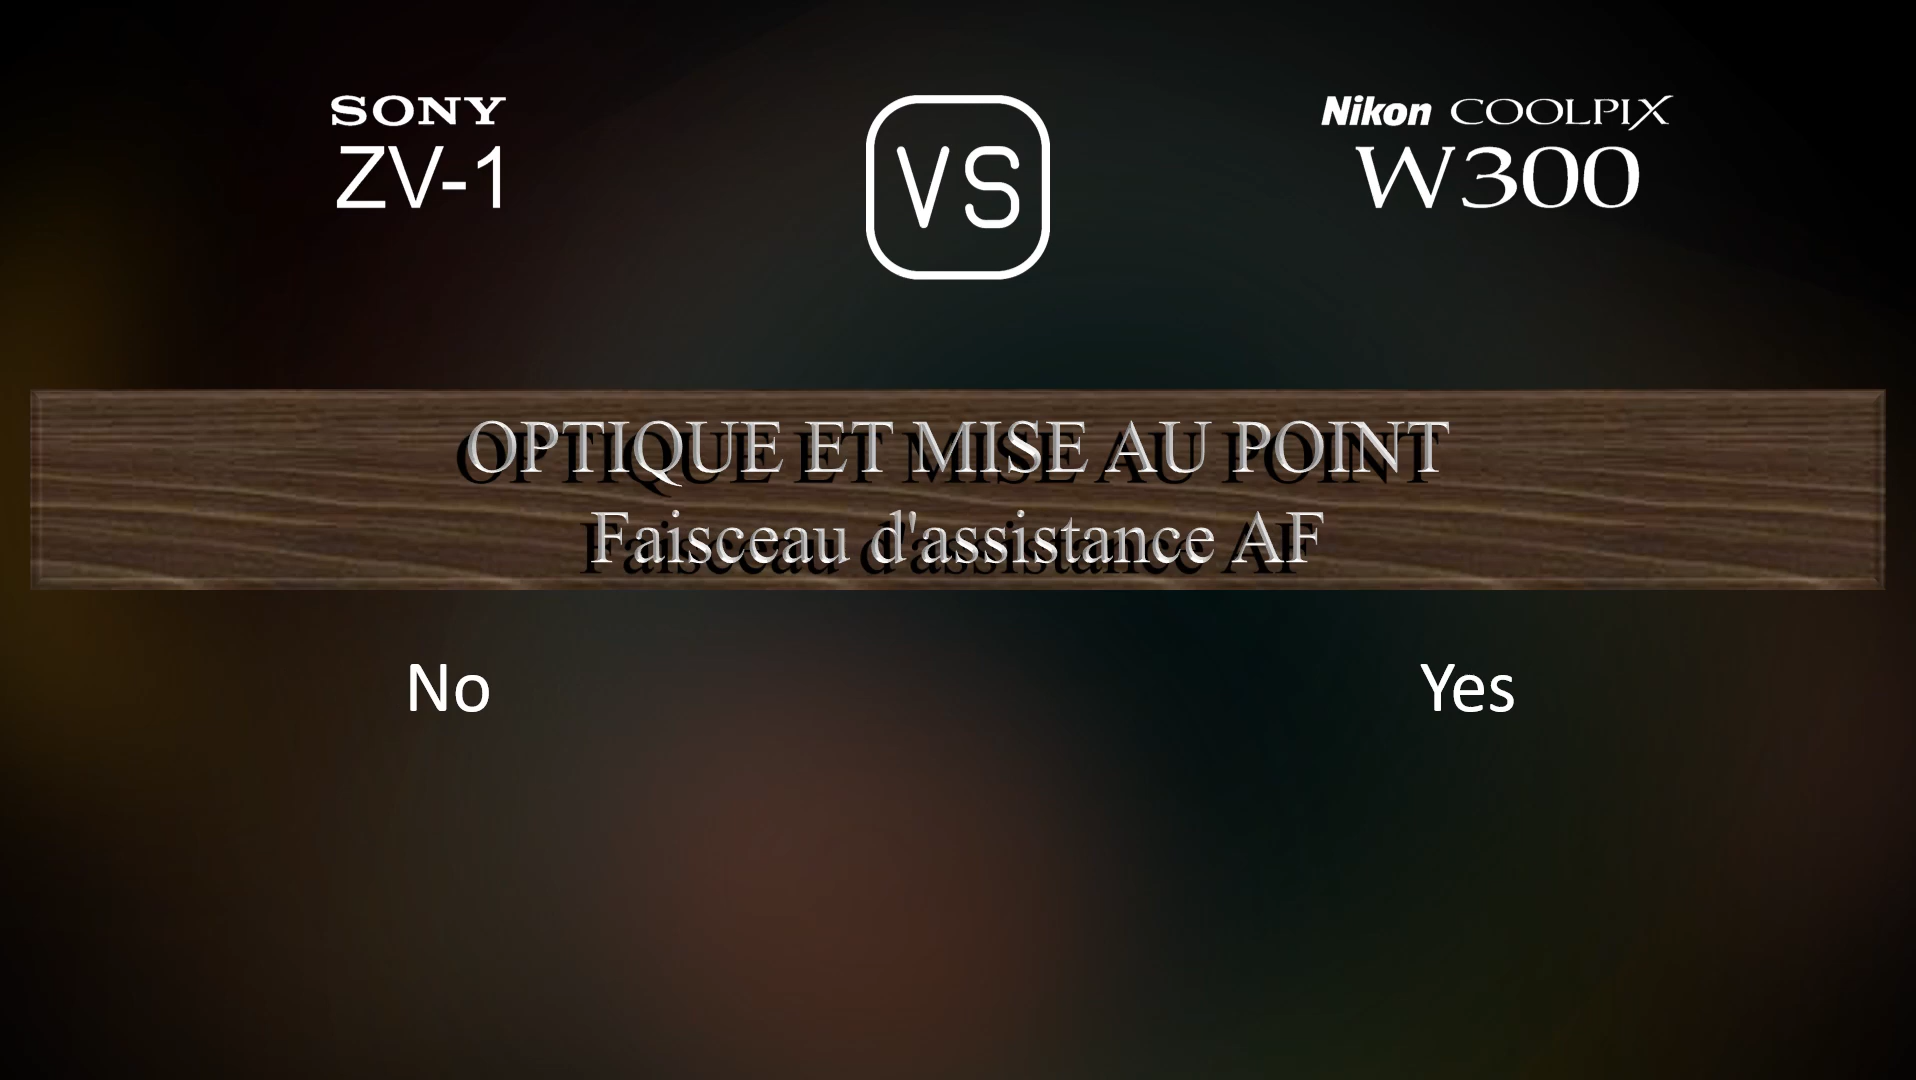 SONY
ZV-1
VS
Nikon COOLPIX
W300
OPTIQUE ET MISE AU POINT
Faisceau d'assistance AF
No
Yes